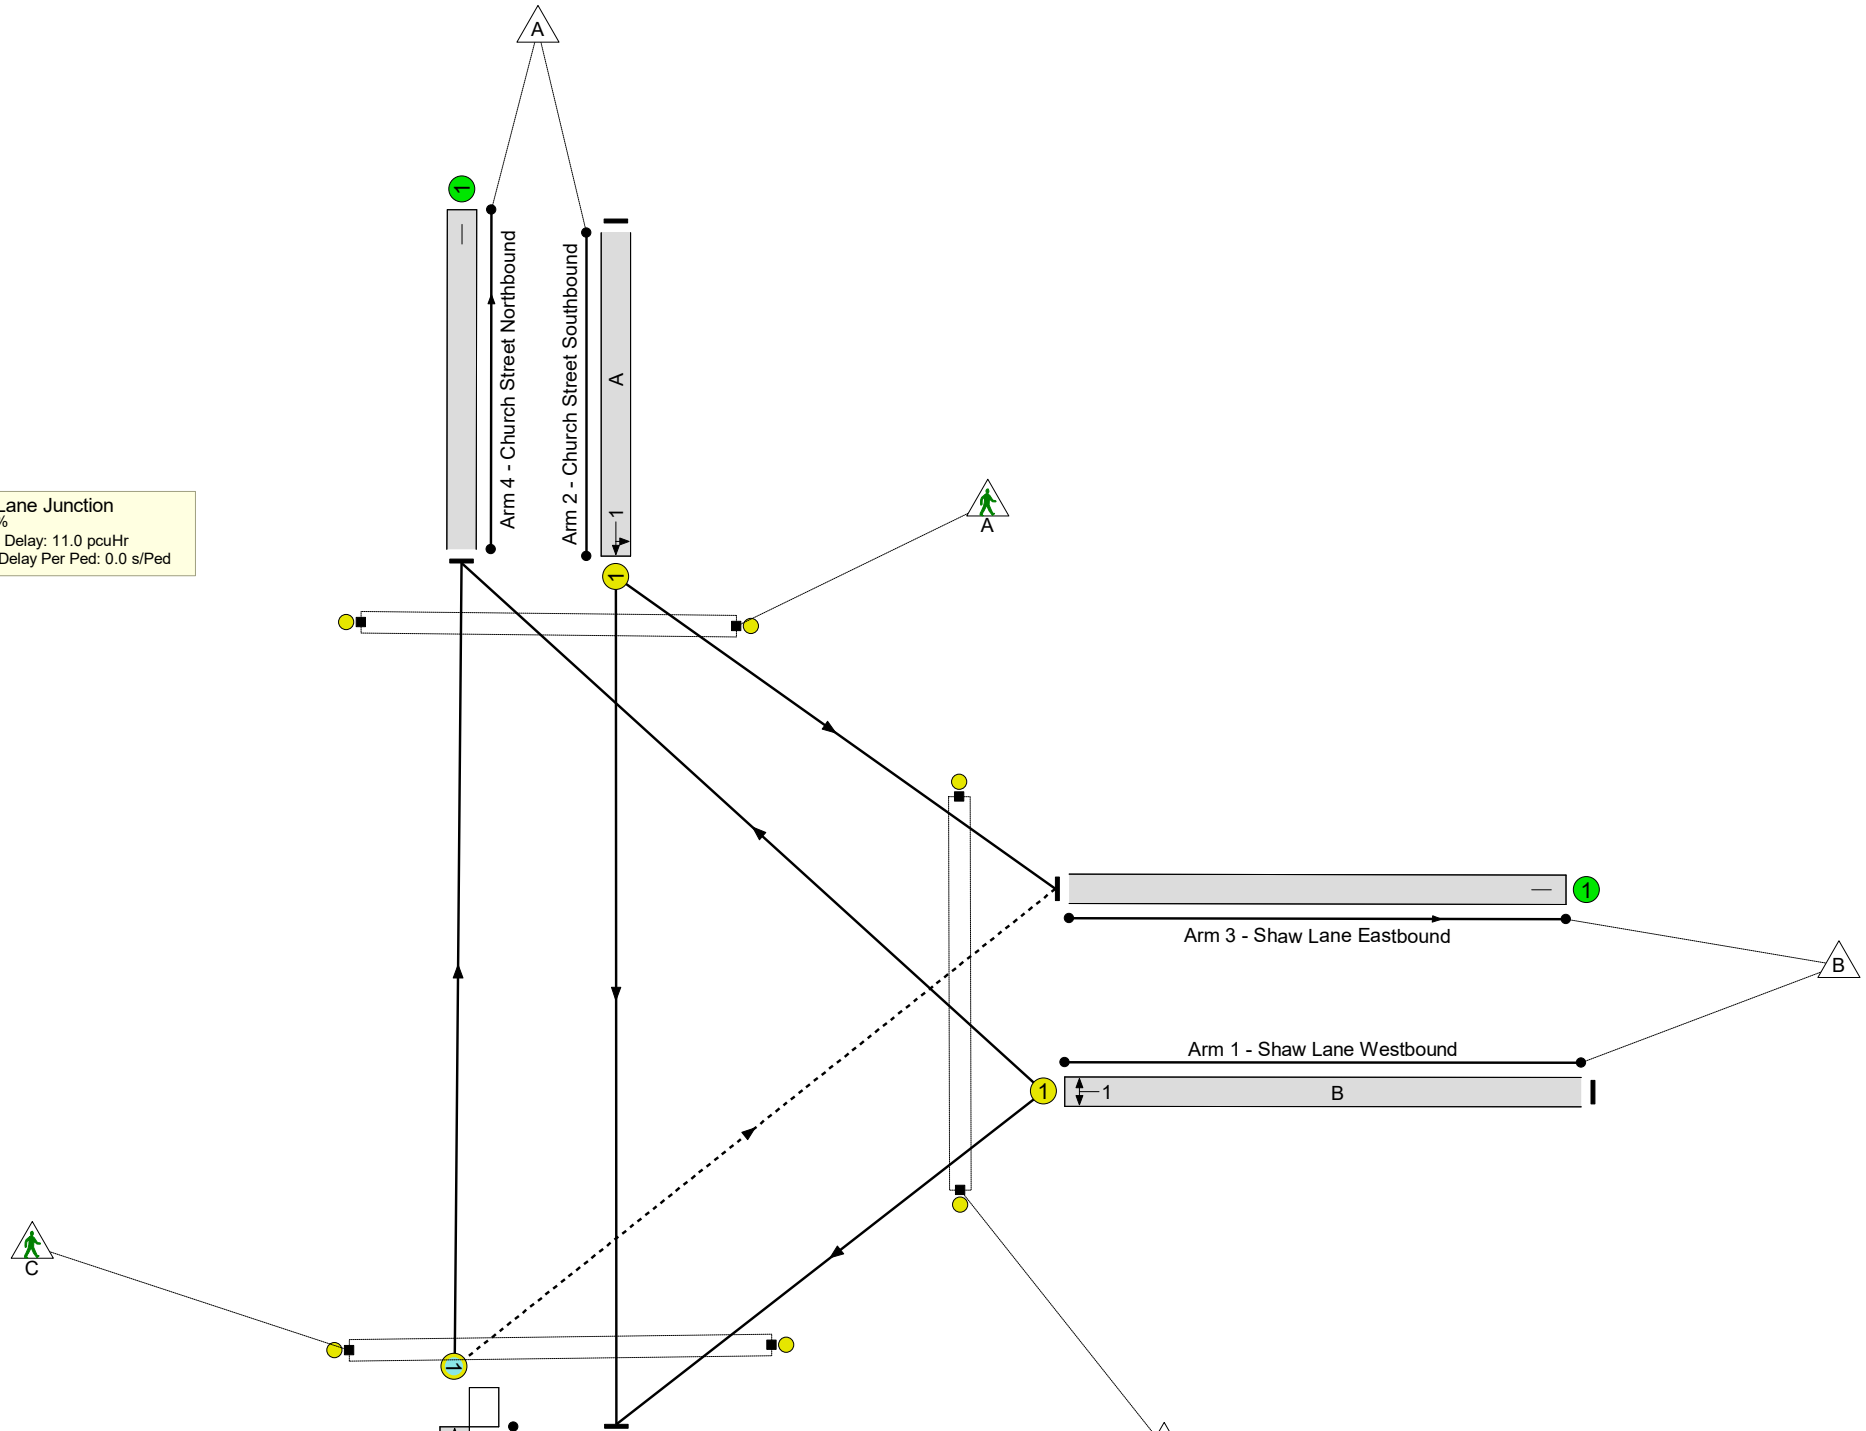 A
1
Arm 4 - Church Street Northbound
Arm 2 - Church Street Southbound
A
1
1
Lane Junction
%
Delay: 11.0 pcuHr
Delay Per Ped: 0.0 s/Ped
A
1
Arm 3 - Shaw Lane Eastbound
B
Arm 1 - Shaw Lane Westbound
1
1
B
C
1